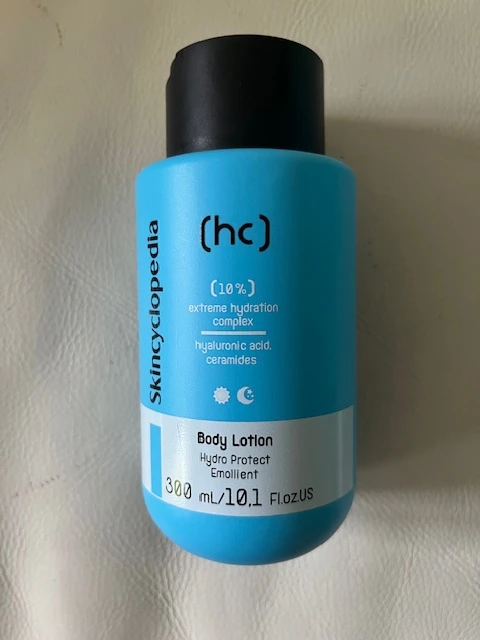 Skincyclopedia
(hc)
(10%)
extreme hydration
complex
hyaluronic acid,
ceramides
Body Lotion
Hydro Protect
Emollient
300 mL/10,1 Fl.oz.US